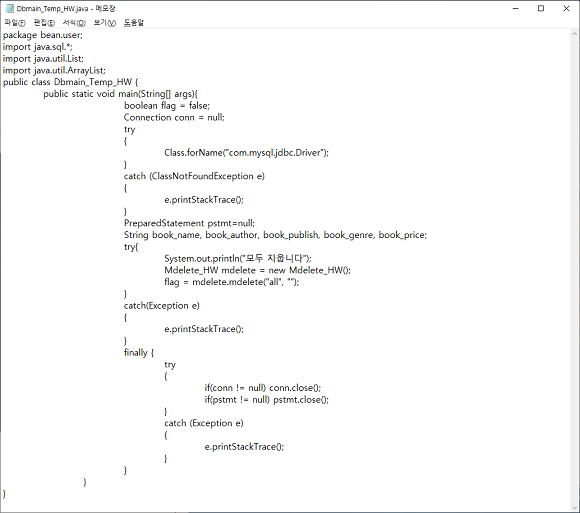 Dbmain_Temp_HW.java - 메모장
파일(F) 편집(E) 서식(O) 보기(V) 도움말
package bean.user;
import java.sql.*;
import java.util.List;
import java.util.ArrayList;
public class Dbmain_Temp_HW {
public static void main(String[] args){
boolean flag = false;
Connection conn = null;
try
{
Class.forName("com.mysql.jdbc.Driver");
}
catch (ClassNotFoundException e)
{
e.printStackTrace();
}
PreparedStatement pstmt=null;
String book_name, book_author, book_publish, book_genre, book_price;
try{
System.out.println("모두 지웁니다");
Mdelete_HW mdelete = new Mdelete_HW();
flag = mdelete.mdelete("all", "");
}
catch(Exception e)
{
e.printStackTrace();
}
finally {
try
{
if(conn != null) conn.close();
if(pstmt != null) pstmt.close();
}
catch (Exception e)
{
e.printStackTrace();
}
}
}
}